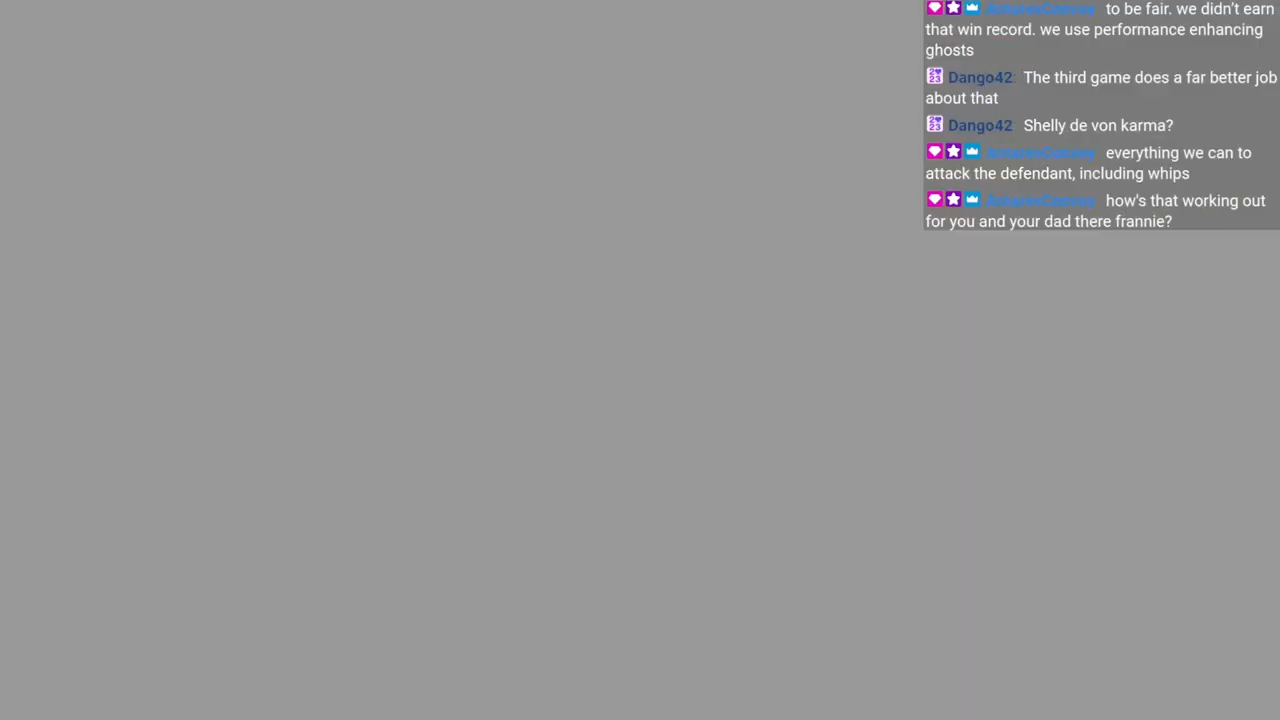 to be fair. we didn't earn
that win record. we use performance enhancing
ghosts
Dango42: The third game does a far better job
about that
Dango42: Shelly de von karma?
everything we can to
attack the defendant, including whips
how's that working out
for you and your dad there frannie?